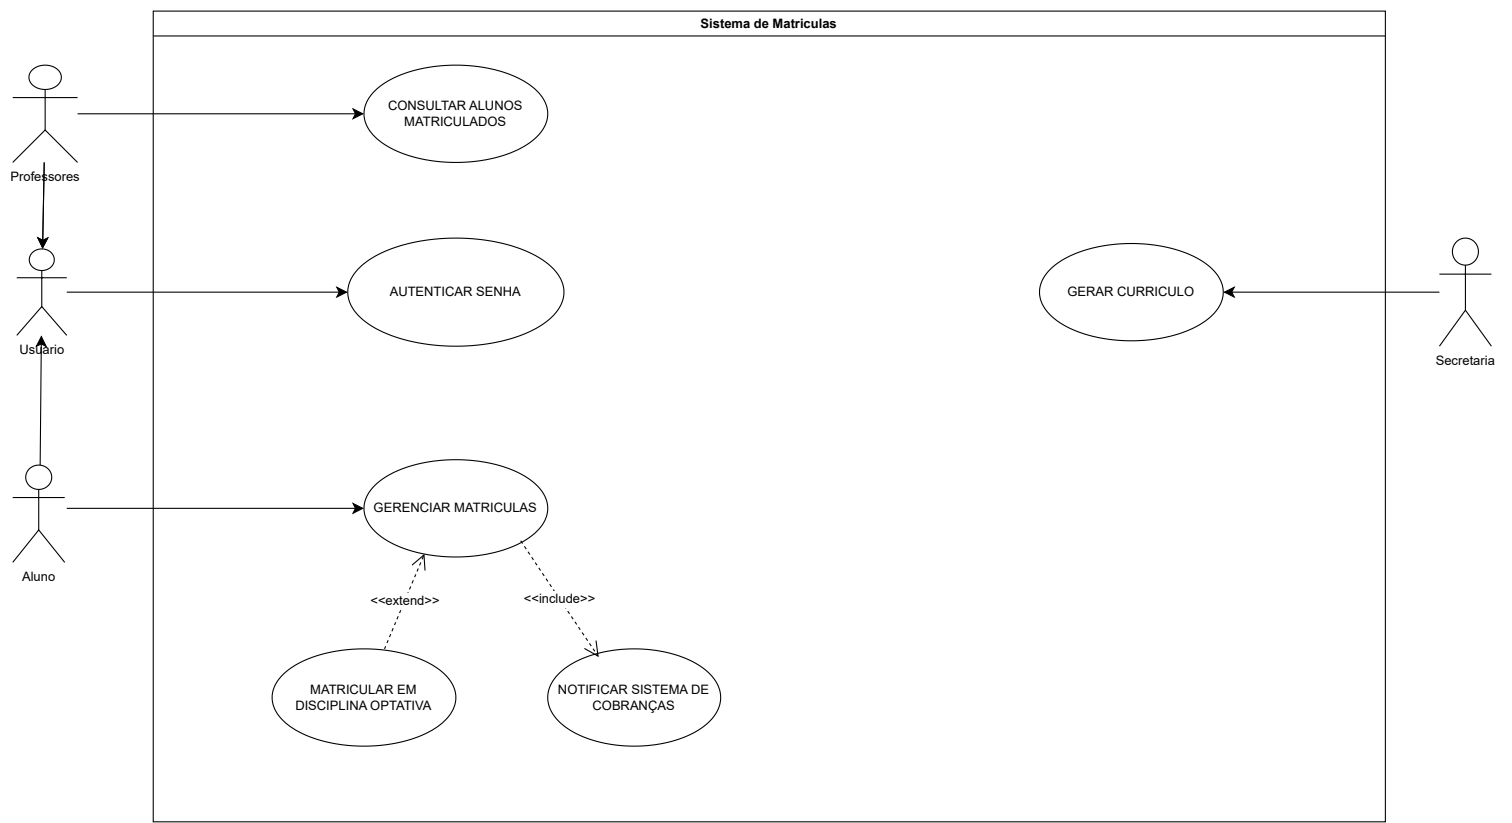 Sistema de Matriculas
CONSULTAR ALUNOS
MATRICULADOS
Professores
AUTENTICAR SENHA
GERAR CURRICULO
Usuário
Secretaria
GERENCIAR MATRICULAS
Aluno
<<extend>>
<<include>>
MATRICULAR EM
DISCIPLINA OPTATIVA
NOTIFICAR SISTEMA DE
COBRANÇAS